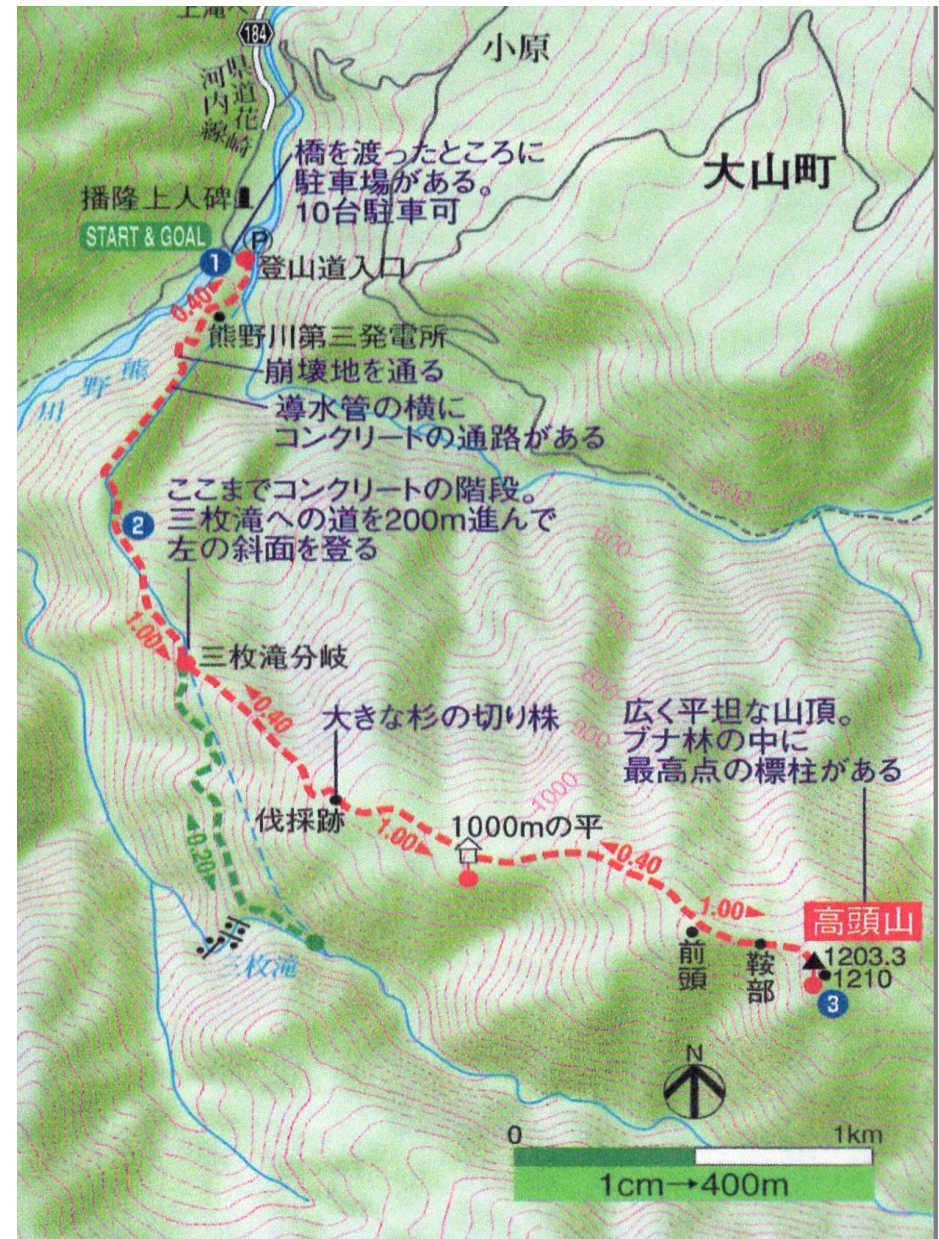 上滝へ
184
小原
県道花崎
河内線
橋を渡ったところに
駐車場がある。
10台駐車可
大山町
播隆上人碑
START & GOAL
P
1
登山道入口
0.40
熊野川第三発電所
崩壊地を通る
熊野川
導水管の横に
コンクリートの通路がある
800
700
600
ここまでコンクリートの階段。
三枚滝への道を200m進んで
左の斜面を登る
2
600
700
1.00
三枚滝分岐
800
0.40
大きな杉の切り株
900
広く平坦な山頂。
ブナ林の中に
最高点の標柱がある
1000
伐採跡
1.00
1000mの平
0.20
0.40
1.00
高頭山
前頭
鞍部
1203.3
1210
三枚滝
3
N
0
1km
1cm→400m